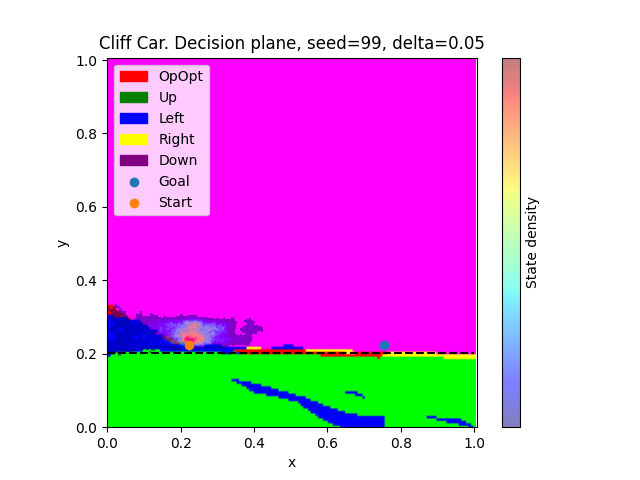 Cliff Car. Decision plane, seed=99, delta=0.05
OpOpt
Up
Left
Right
Down
Goal
Start
1.0
0.8
0.6
0.4
0.2
0.0
y
0.0 0.2 0.4 0.6 0.8 1.0
x
State density